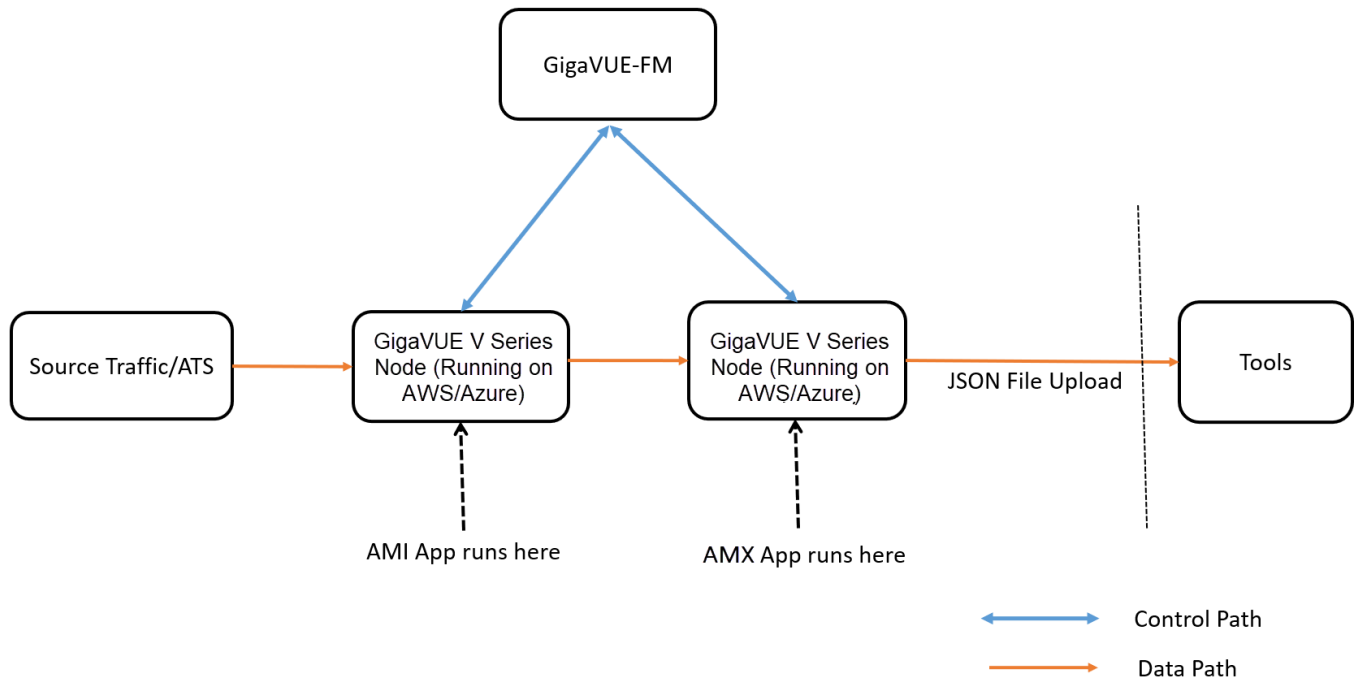 GigaVUE-FM
Source Traffic/ATS
GigaVUE V Series
Node (Running on
AWS/Azure)
GigaVUE V Series
Node (Running on
AWS/Azure)
JSON File Upload
Tools
AMI App runs here
AMX App runs here
Control Path
Data Path